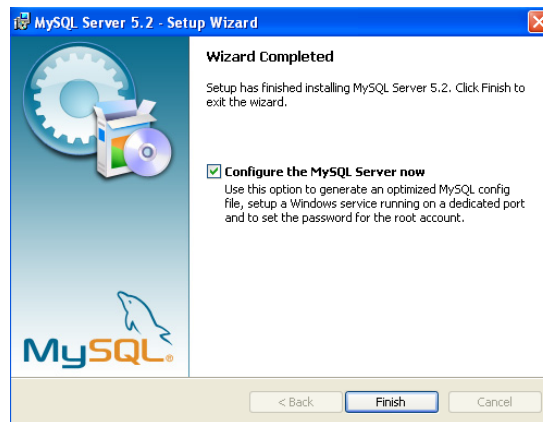 MySQL Server 5.2 - Setup Wizard
Wizard Completed
Setup has finished installing MySQL Server 5.2. Click Finish to
exit the wizard.
Configure the MySQL Server now
Use this option to generate an optimized MySQL config
file, setup a Windows service running on a dedicated port
and to set the password for the root account.
MySQL®
< Back
Finish
Cancel